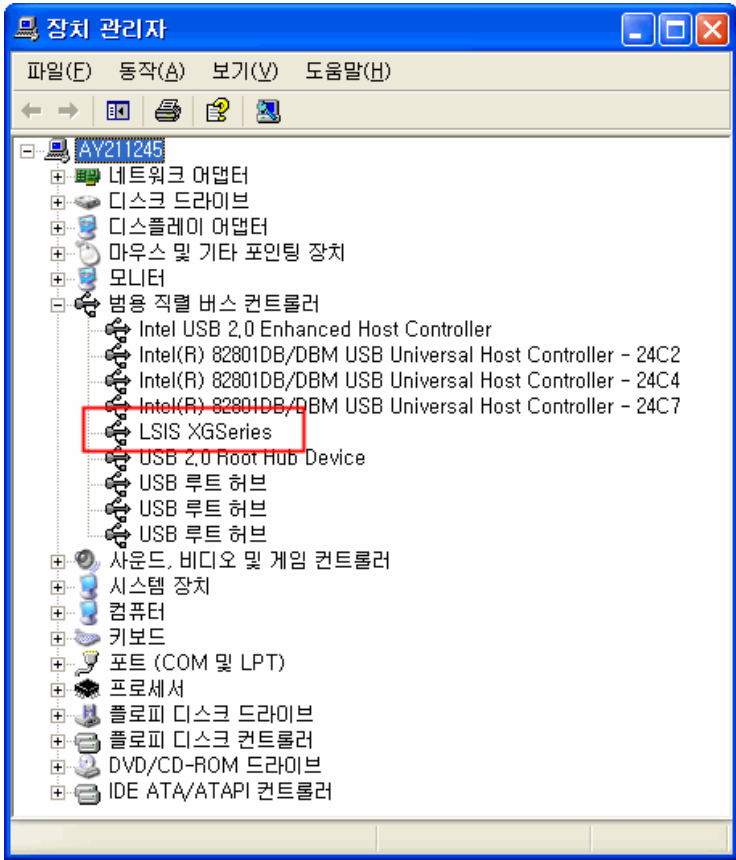 장치 관리자
파일(F) 동작(A) 보기(V) 도움말(H)
AY211245
네트워크 어댑터
디스크 드라이브
디스플레이 어댑터
마우스 및 기타 포인팅 장치
모니터
범용 직렬 버스 컨트롤러
Intel USB 2.0 Enhanced Host Controller
Intel(R) 82801DB/DBM USB Universal Host Controller - 24C2
Intel(R) 82801DB/DBM USB Universal Host Controller - 24C4
Intel(R) 82801DB/DBM USB Universal Host Controller - 24C7
LSIS XGSeries
USB 2.0 Root Hub Device
USB 루트 허브
USB 루트 허브
USB 루트 허브
사운드, 비디오 및 게임 컨트롤러
시스템 장치
컴퓨터
키보드
포트 (COM 및 LPT)
프로세서
플로피 디스크 드라이브
플로피 디스크 컨트롤러
DVD/CD-ROM 드라이브
IDE ATA/ATAPI 컨트롤러